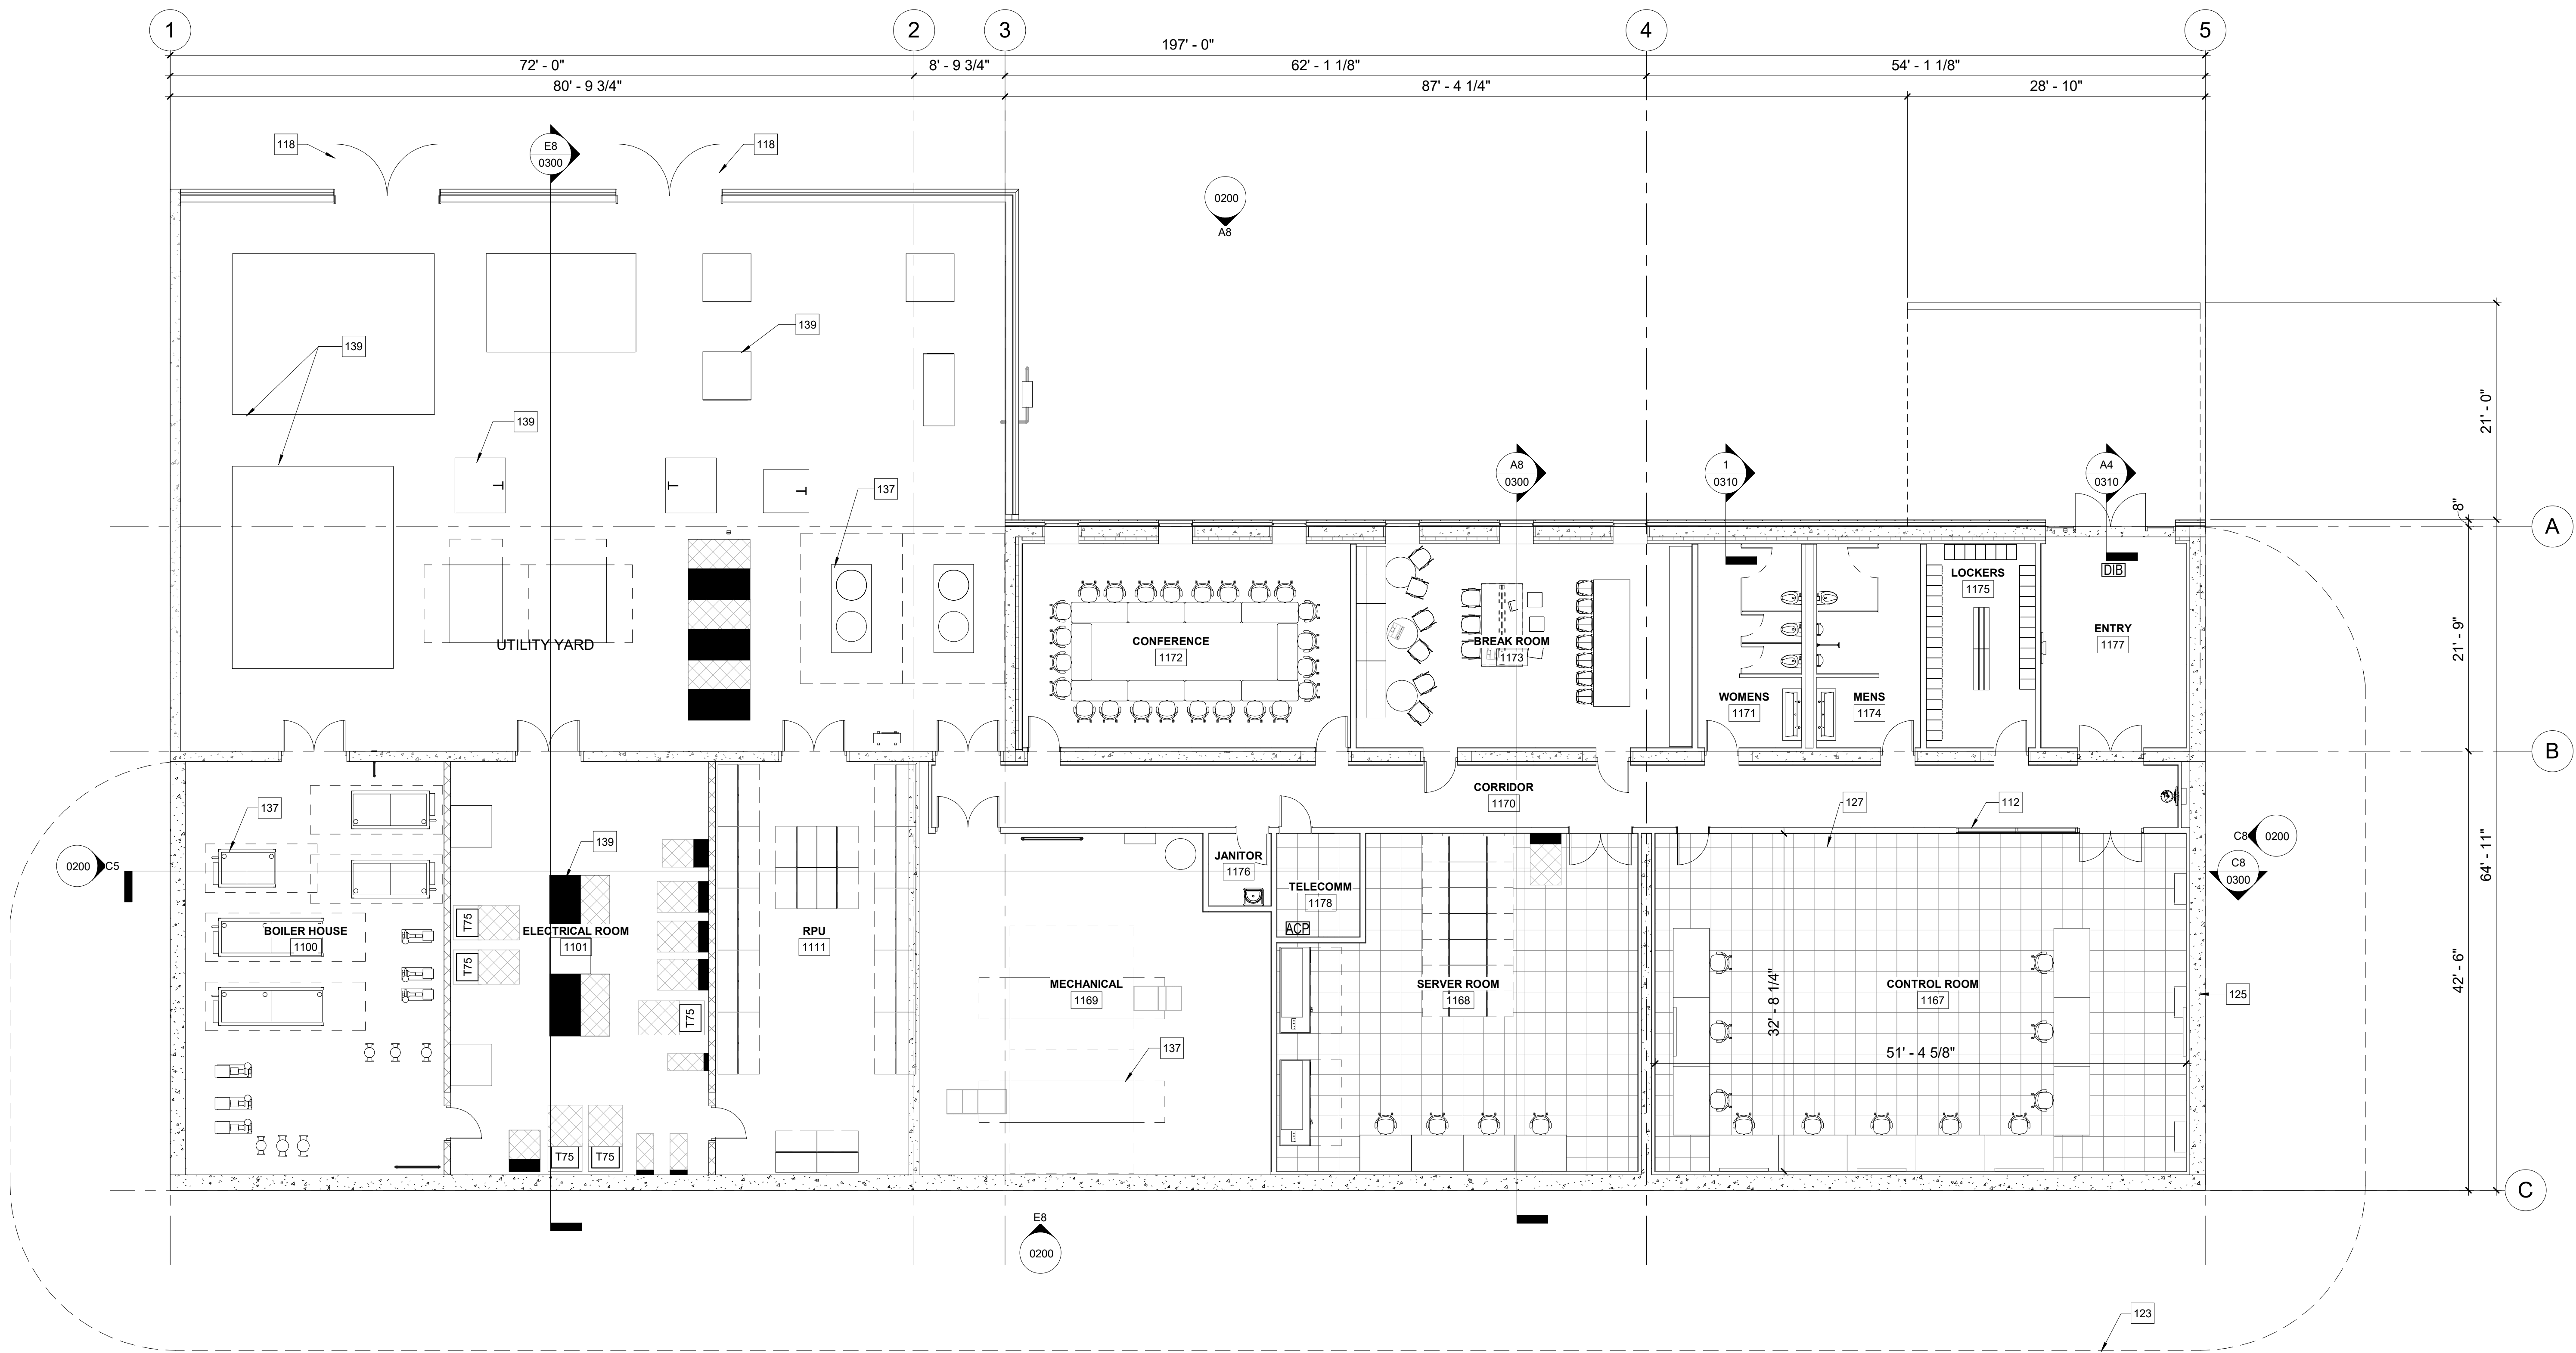 1
2
3
4
5
197' - 0"
72' - 0"
8' - 9 3/4"
62' - 1 1/8"
54' - 1 1/8"
80' - 9 3/4"
87' - 4 1/4"
28' - 10"
118
E8
0300
118
0200
A8
139
139
139
137
A8
0300
1
0310
A4
0310
21' - 0"
8"
A
21' - 9"
B
64' - 11"
42' - 6"
C
UTILITY YARD
CONFERENCE
1172
BREAK ROOM
1173
WOMENS
1171
MENS
1174
LOCKERS
1175
DIB
ENTRY
1177
CORRIDOR
1170
127
112
137
139
0200
C5
C8
0200
C8
0300
JANITOR
1176
TELECOMM
1178
ACP
BOILER HOUSE
1100
T75
T75
ELECTRICAL ROOM
1101
T75
RPU
1111
MECHANICAL
1169
137
SERVER ROOM
1168
CONTROL ROOM
1167
32' - 8 1/4"
51' - 4 5/8"
125
T75
T75
E8
0200
123